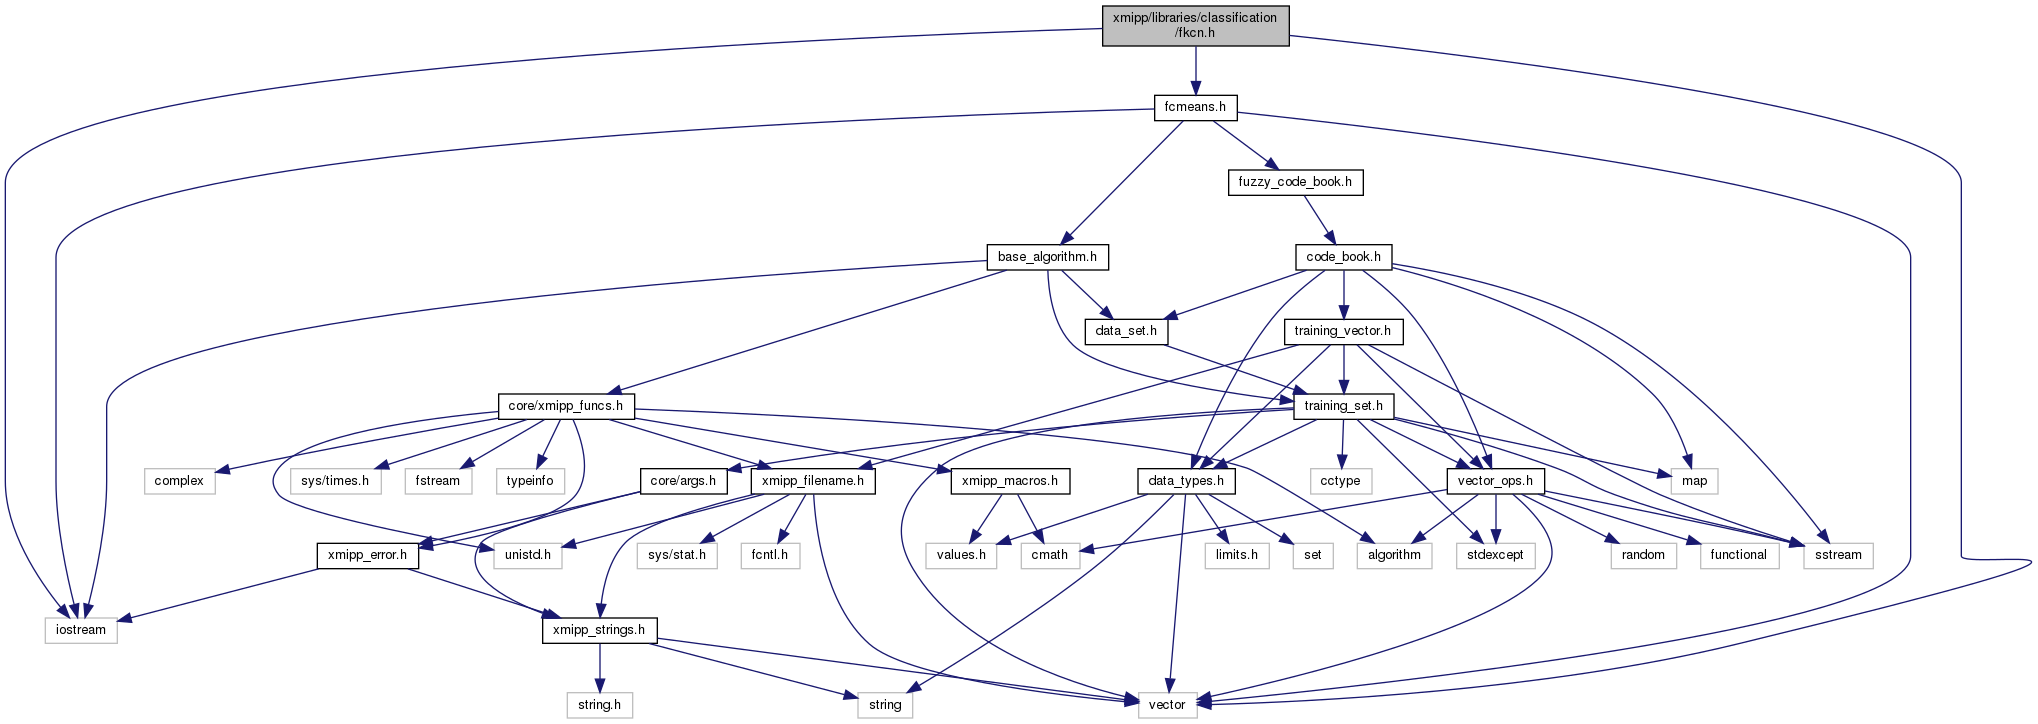 xmipp/libraries/classification
/fkcn.h
fcmeans.h
fuzzy_code_book.h
base_algorithm.h
code_book.h
data_set.h
training_vector.h
core/xmipp_funcs.h
training_set.h
complex
sys/times.h
fstream
typeinfo
core/args.h
xmipp_filename.h
xmipp_macros.h
data_types.h
cctype
vector_ops.h
map
xmipp_error.h
unistd.h
sys/stat.h
fcntl.h
values.h
cmath
limits.h
set
algorithm
stdexcept
random
functional
sstream
iostream
xmipp_strings.h
string.h
string
vector